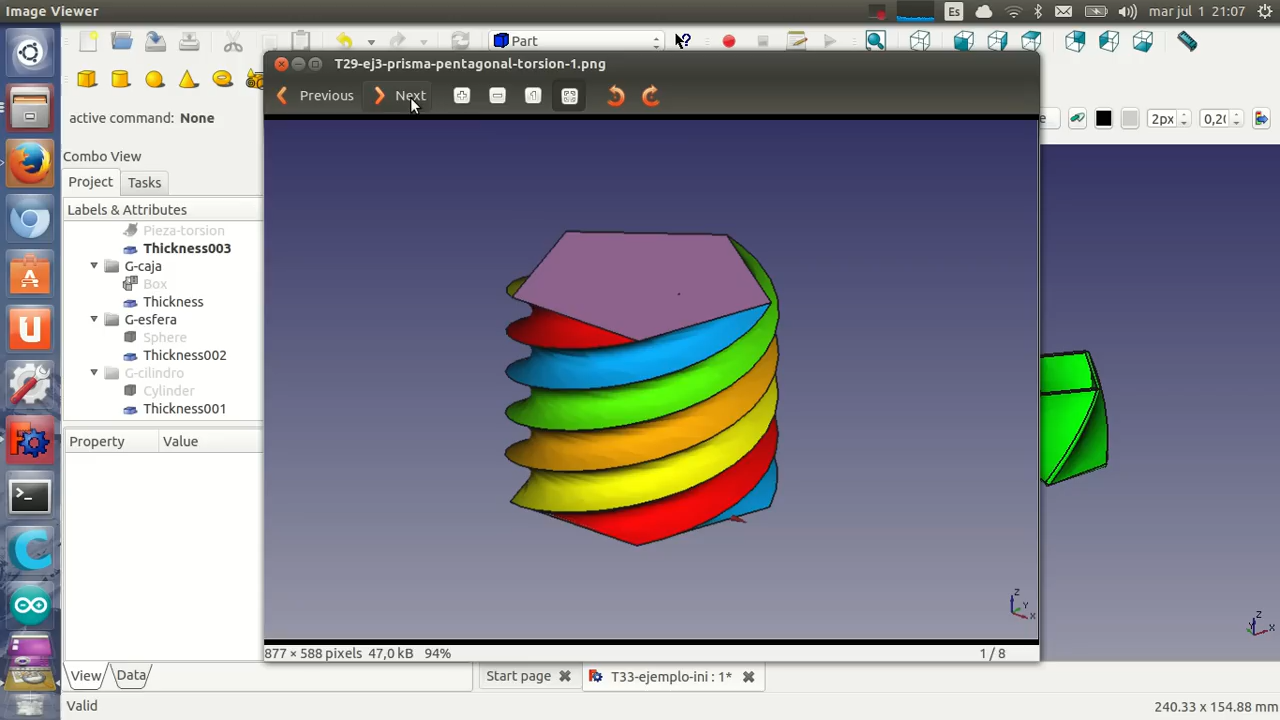 Image Viewer
Es
mar jul 1 21:07
Part
T29-ej3-prisma-pentagonal-torsion-1.png
Previous
Next
active command: None
2px
0,20
Combo View
Project
Tasks
Labels & Attributes
Pieza-torsion
Thickness003
G-caja
Box
Thickness
G-esfera
Sphere
Thickness002
G-cilindro
Cylinder
Thickness001
Property
Value
Z
Y
X
Z
Y
X
877 × 588 pixels 47,0 kB 94%
1 / 8
View
Data
Start page
T33-ejemplo-ini : 1*
Valid
240.33 x 154.88 mm